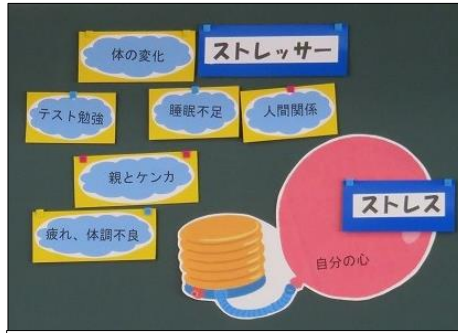 体の変化
ストレッサー
テスト勉強
睡眠不足
人間関係
親とケンカ
ストレス
疲れ、体調不良
自分の心